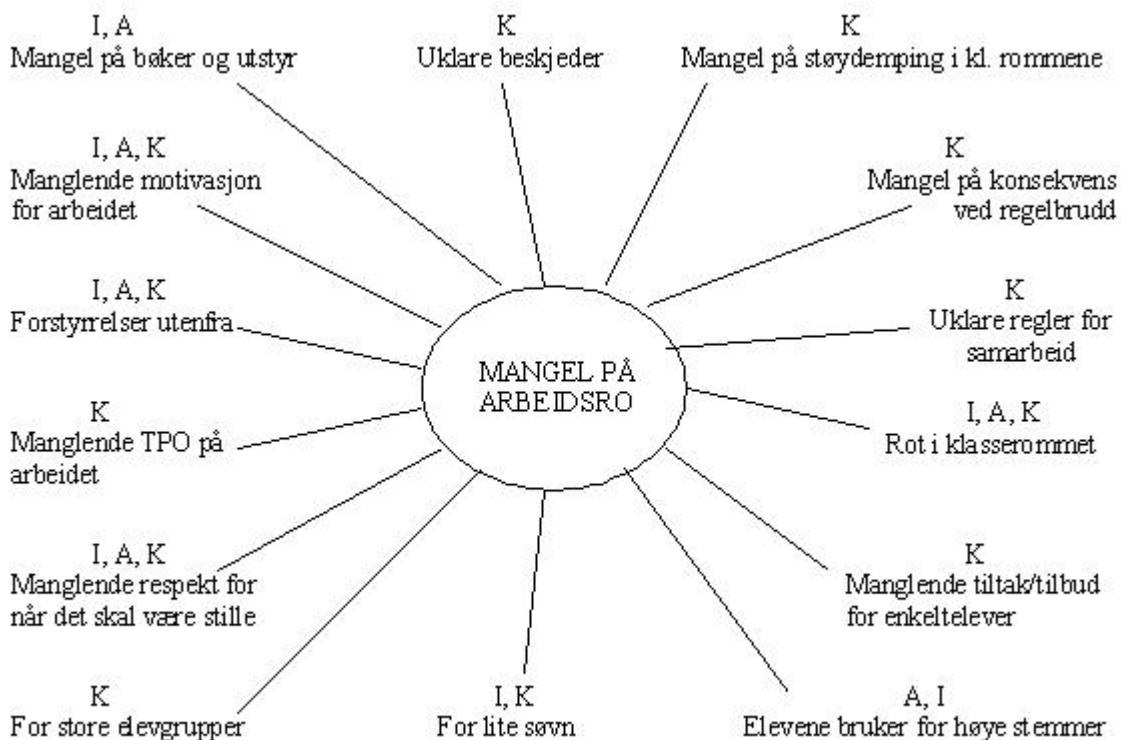 I, A
Mangel på bøker og utstyr
K
Uklare beskjeder
K
Mangel på støydemping i kl. rommene
I, A, K
Manglende motivasjon
for arbeidet
K
Mangel på konsekvens
ved regelbrudd
I, A, K
Forstyrrelser utenfra
K
Uklare regler for
samarbeid
MANGEL PÅ
ARBEIDSRO
K
Manglende TPO på
arbeidet
I, A, K
Rot i klasserommet
I, A, K
Manglende respekt for
når det skal være stille
K
Manglende tiltak/tilbud
for enkeltelever
K
For store elevgrupper
I, K
For lite søvn
A, I
Elevene bruker for høye stemmer